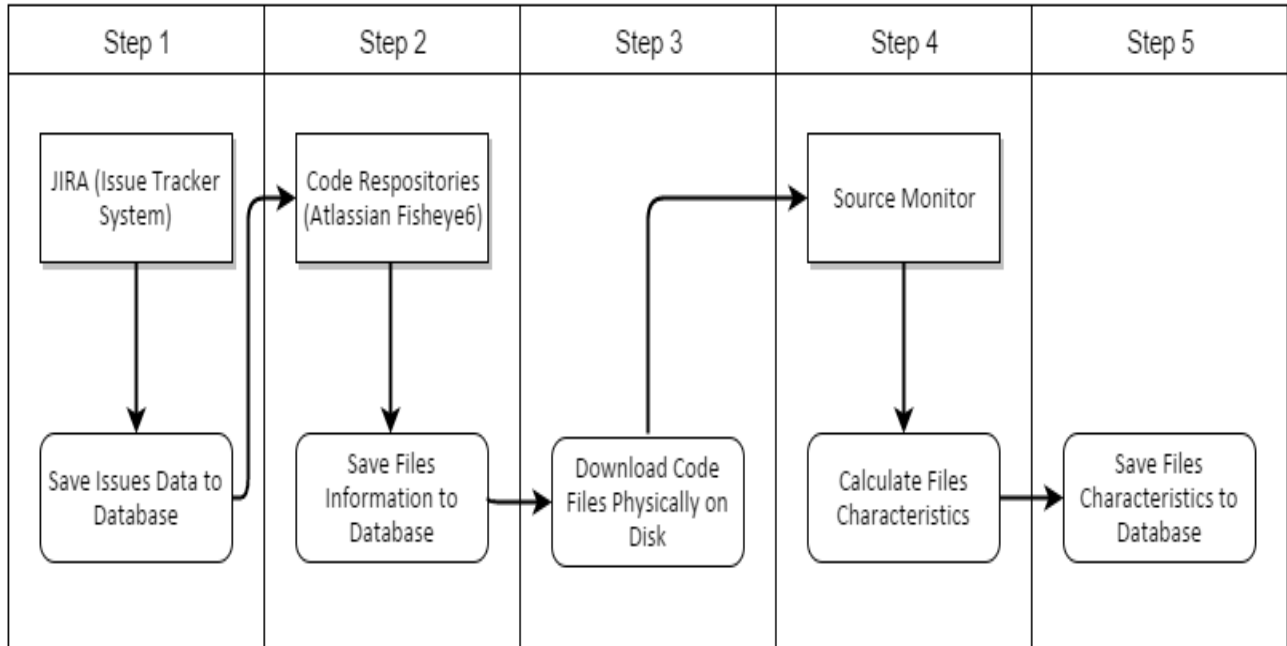 Step 1
Step 2
Step 3
Step 4
Step 5
JIRA (Issue Tracker
System)
Code Respositories
(Atlassian Fisheye6)
Source Monitor
Save Issues Data to
Database
Save Files
Information to
Database
Download Code
Files Physically on
Disk
Calculate Files
Characteristics
Save Files
Characteristics to
Database